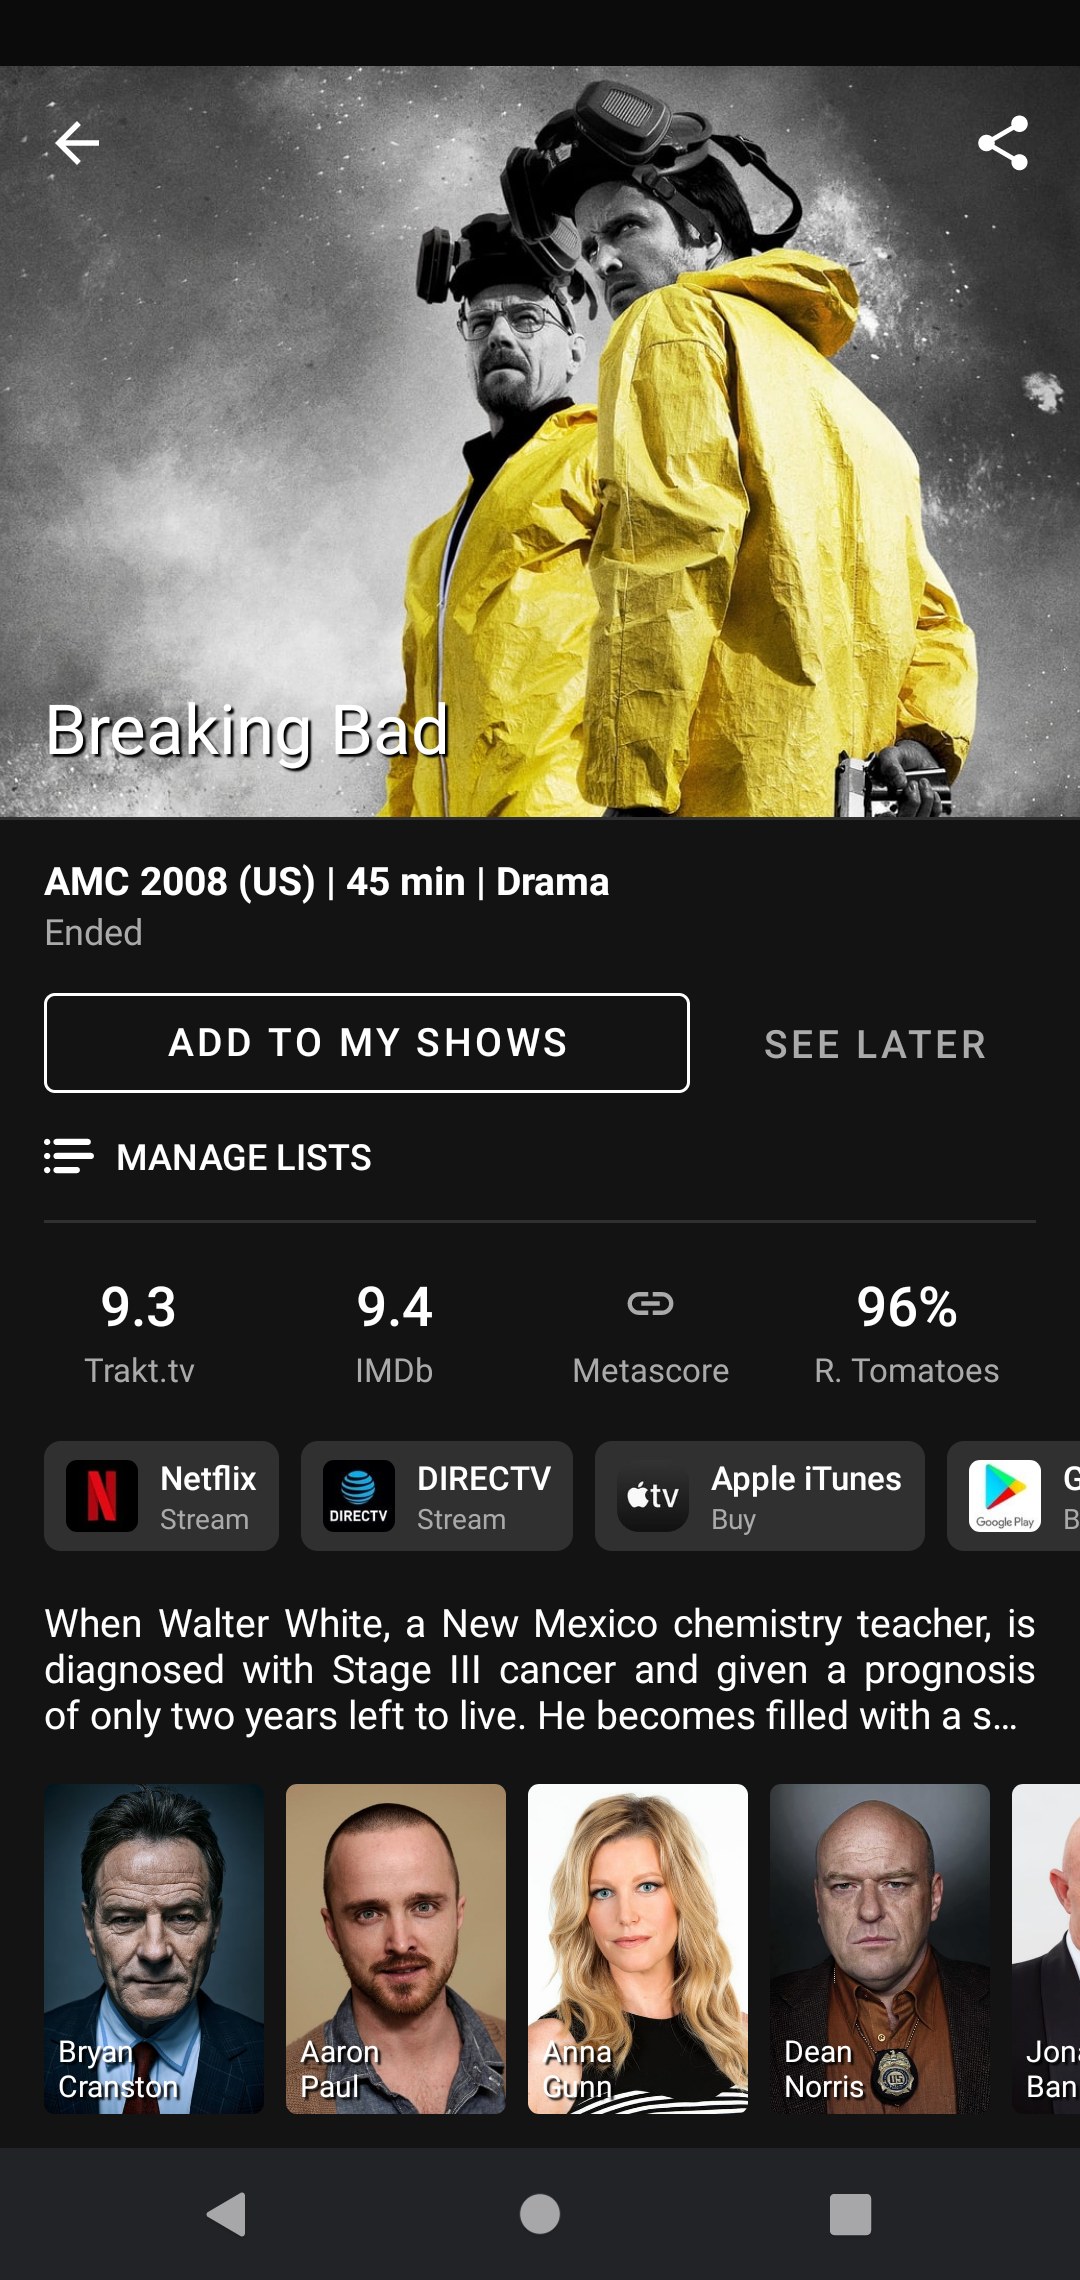 Breaking Bad
AMC 2008 (US) | 45 min | Drama
Ended
ADD TO MY SHOWS
SEE LATER
MANAGE LISTS
9.3
Trakt.tv
9.4
IMDb
Metascore
96%
R. Tomatoes
N
Netflix
Stream
DIRECTV
DIRECTV
Stream
tv
Apple iTunes
Buy
Google Play
G
B
When Walter White, a New Mexico chemistry teacher, is
diagnosed with Stage III cancer and given a prognosis
of only two years left to live. He becomes filled with a s…
Bryan
Cranston
Aaron
Paul
Anna
Gunn
Dean
Norris
US
Jona
Ban